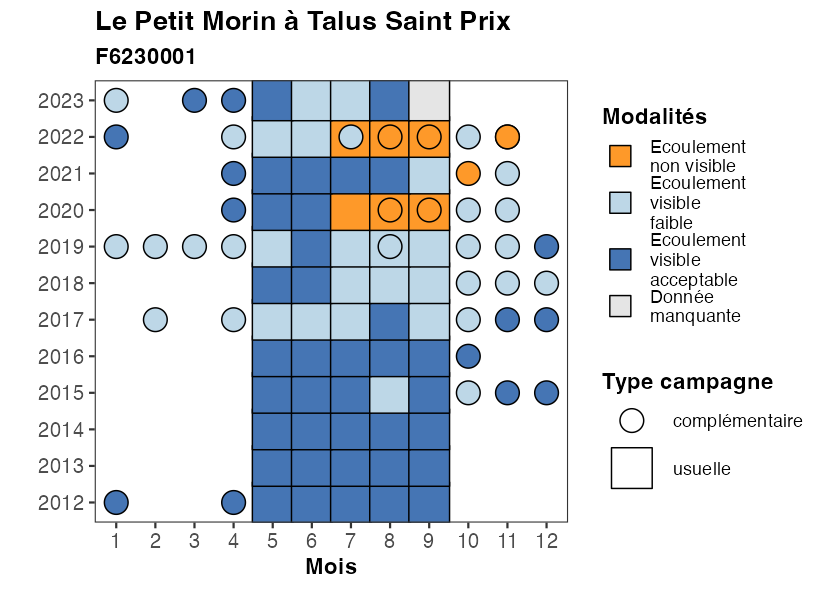 Le Petit Morin à Talus Saint Prix
F6230001
2023
2022
2021
2020
2019
2018
2017
2016
2015
2014
2013
2012
1 2 3 4 5 6 7 8 9 10 11 12
Mois
Modalités
Ecoulement
non visible
Ecoulement
visible
faible
Ecoulement
visible
acceptable
Donnée
manquante
Type campagne
complémentaire
usuelle